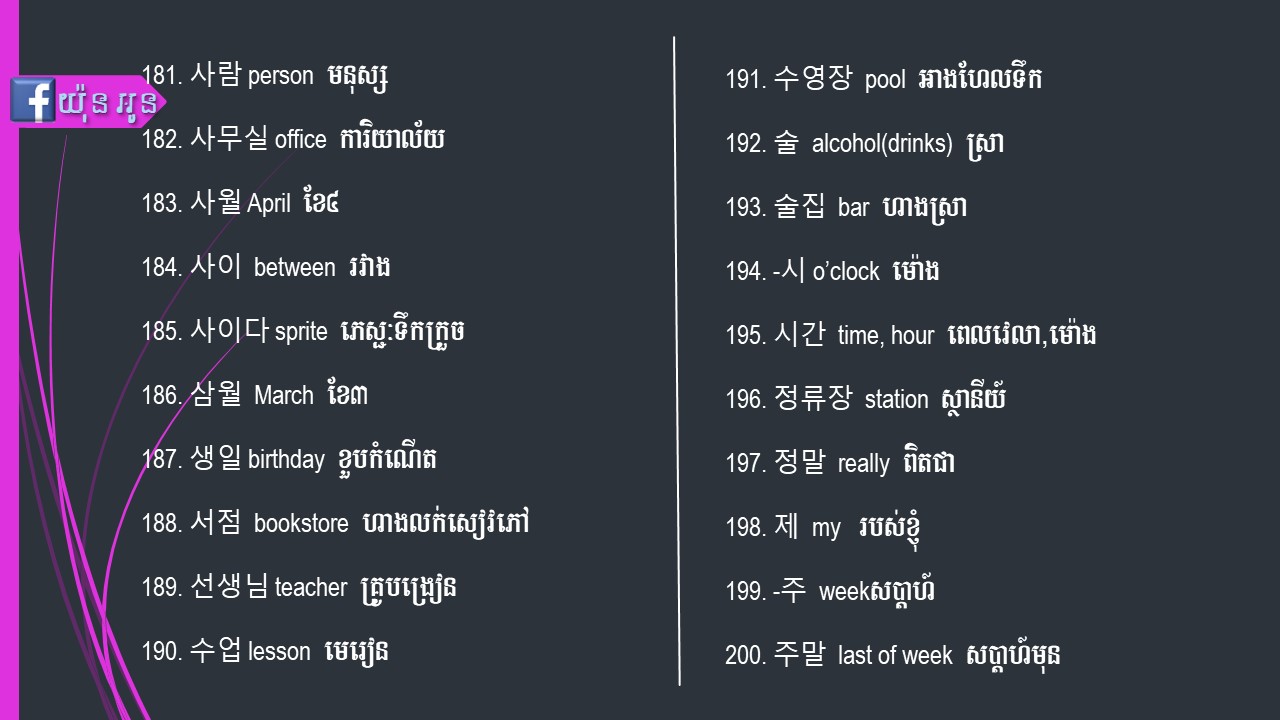 យ៉ុន អូន
181. 사람 person មនុស្ស
182. 사무실 office ការិយាល័យ
183. 사월 April ខែ៤
184. 사이 between រវាង
185. 사이다 sprite ភេស្ជៈទឹកក្រូច
186. 삼월 March ខែ៣
187. 생일 birthday ខួបកំណើត
188. 서점 bookstore ហាងលក់សៀវភៅ
189. 선생님 teacher គ្រូបង្រៀន
190. 수업 lesson មេរៀន
191. 수영장 pool អាងហែលទឹក
192. 술 alcohol(drinks) ស្រា
193. 술집 bar ហាងស្រា
194. -시 o’clock ម៉ោង
195. 시간 time, hour ពេលវេលា,ម៉ោង
196. 정류장 station ស្ថានីយ៍
197. 정말 really ពិតជា
198. 제 my របស់ខ្ញុំ
199. -주 weekសប្តាហ៍
200. 주말 last of week សប្តាហ៍មុន